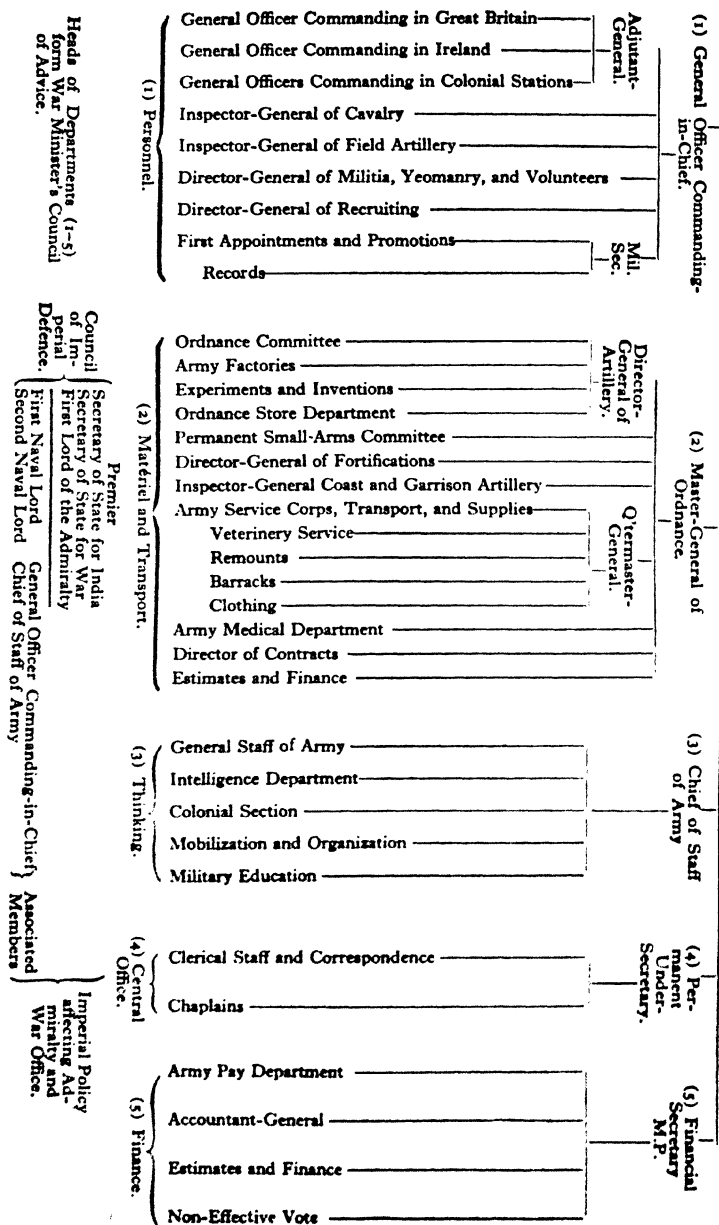 (1) General Officer Commanding-
in-Chief.
Adjutant-
General.
General Officer Commanding in Great Britain
General Officer Commanding in Ireland
General Officers Commanding in Colonial Stations
Inspector-General of Cavalry
Inspector-General of Field Artillery
Director-General of Militia, Yeomanry, and Volunteers
Director-General of Recruiting
Mil.
Sec.
First Appointments and Promotions
Records
(1) Personnel.
(2) Master-General of
Ordnance.
Director-
General of
Artillery.
Ordnance Committee
Army Factories
Experiments and Inventions
Ordnance Store Department
Permanent Small-Arms Committee
Director-General of Fortifications
Inspector-General Coast and Garrison Artillery
Q'termaster-
General.
Army Service Corps, Transport, and Supplies
Veterinery Service
Remounts
Barracks
Clothing
Army Medical Department
Director of Contracts
Estimates and Finance
(2) Matériel and Transport.
(3) Chief of Staff
of Army
General Staff of Army
Intelligence Department
Colonial Section
Mobilization and Organization
Military Education
(3) Thinking.
(4) Per-
manent
Under-
Secretary.
Clerical Staff and Correspondence
Chaplains
(4) Central
Office.
(5) Financial
Secretary
M.P.
Army Pay Department
Accountant-General
Estimates and Finance
Non-Effective Vote
(5) Finance.
Heads of Departments (1-5)
form War Minister's Council
of Advice.
Council
of Im-
perial
Defence.
Premier
Secretary of State for India
Secretary of State for War
First Lord of the Admiralty
First Naval Lord
Second Naval Lord
General Officer Commanding-in-Chief
Chief of Staff of Army
Associated
Members
Imperial Policy
affecting Ad-
miralty and
War Office.